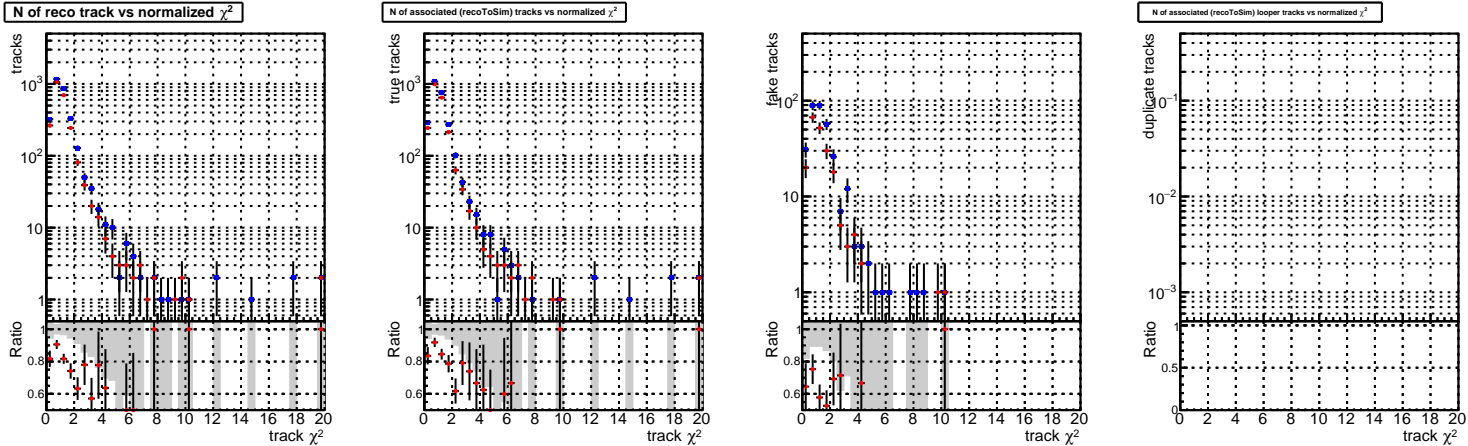 N of reco track vs normalized χ²
tracks
10³
10²
10
1
Ratio
1
0.8
0.6
0 2 4 6 8 10 12 14 16 18 20
track χ²
N of associated (recoToSim) tracks vs normalized χ²
true tracks
10³
10²
10
1
Ratio
1
0.8
0.6
0 2 4 6 8 10 12 14 16 18 20
track χ²
fake tracks
10²
10
1
Ratio
1
0.8
0.6
0 2 4 6 8 10 12 14 16 18 20
track χ²
N of associated (recoToSim) looper tracks vs normalized χ²
duplicate tracks
10⁻¹
10⁻²
10⁻³
Ratio
1
0.5
0
0 2 4 6 8 10 12 14 16 18 20
track χ²